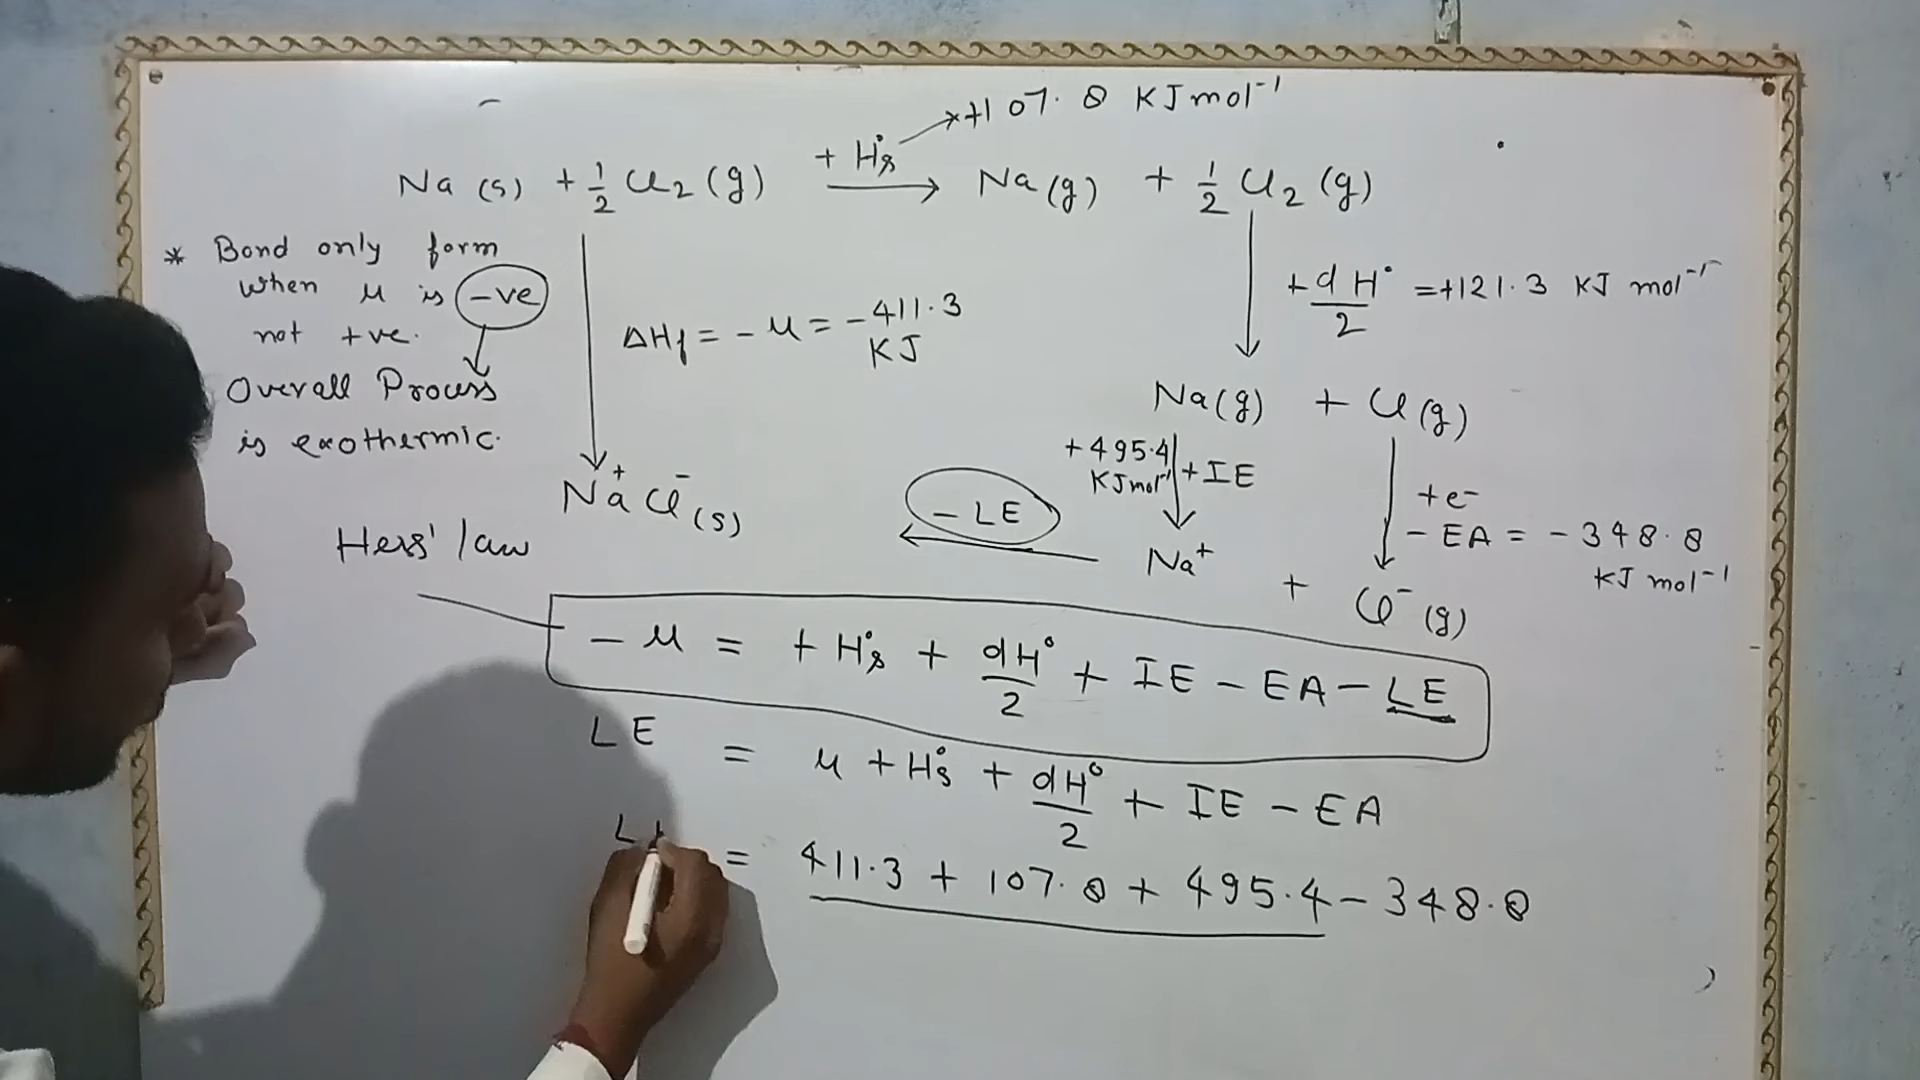 +107.8 KJ mol⁻¹
Na (s) + 1/2 Cl₂ (g) + H°s → Na (g) + 1/2 Cl₂ (g)
* Bond only form
when u is -ve
not +ve.
Overall Process
is exothermic.
ΔHf = - u = -411.3
KJ
+ dH°/2 = +121.3 KJ mol⁻¹
Na (g) + Cl (g)
+495.4
KJ mol⁻¹
+ IE
+ e⁻
- EA = - 348.8
KJ mol⁻¹
Na⁺Cl⁻ (s)
- LE
Na⁺ + Cl⁻ (g)
Hess' law
- u = + H°s + dH°/2 + IE - EA - LE
LE = u + H°s + dH°/2 + IE - EA
L = 411.3 + 107.8 + 495.4 - 348.8